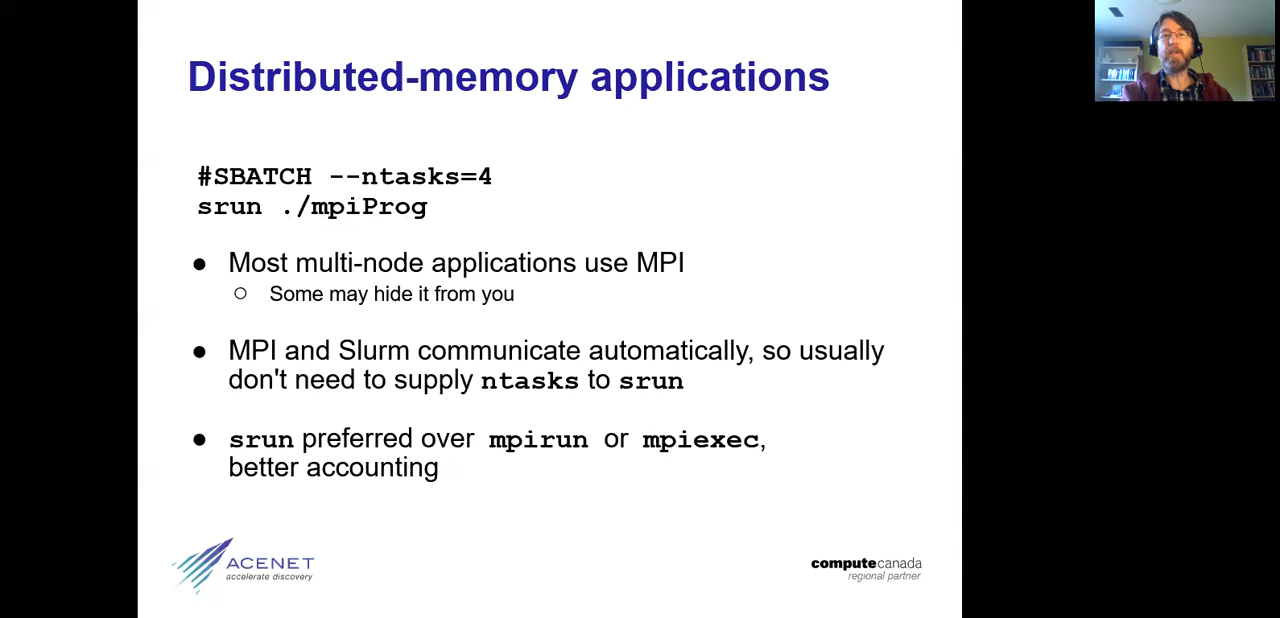 Distributed-memory applications
#SBATCH --ntasks=4
srun ./mpiProg
● Most multi-node applications use MPI
○ Some may hide it from you
● MPI and Slurm communicate automatically, so usually
don't need to supply ntasks to srun
● srun preferred over mpirun or mpiexec,
better accounting
ACENET
accelerate discovery
computecanada
regional partner